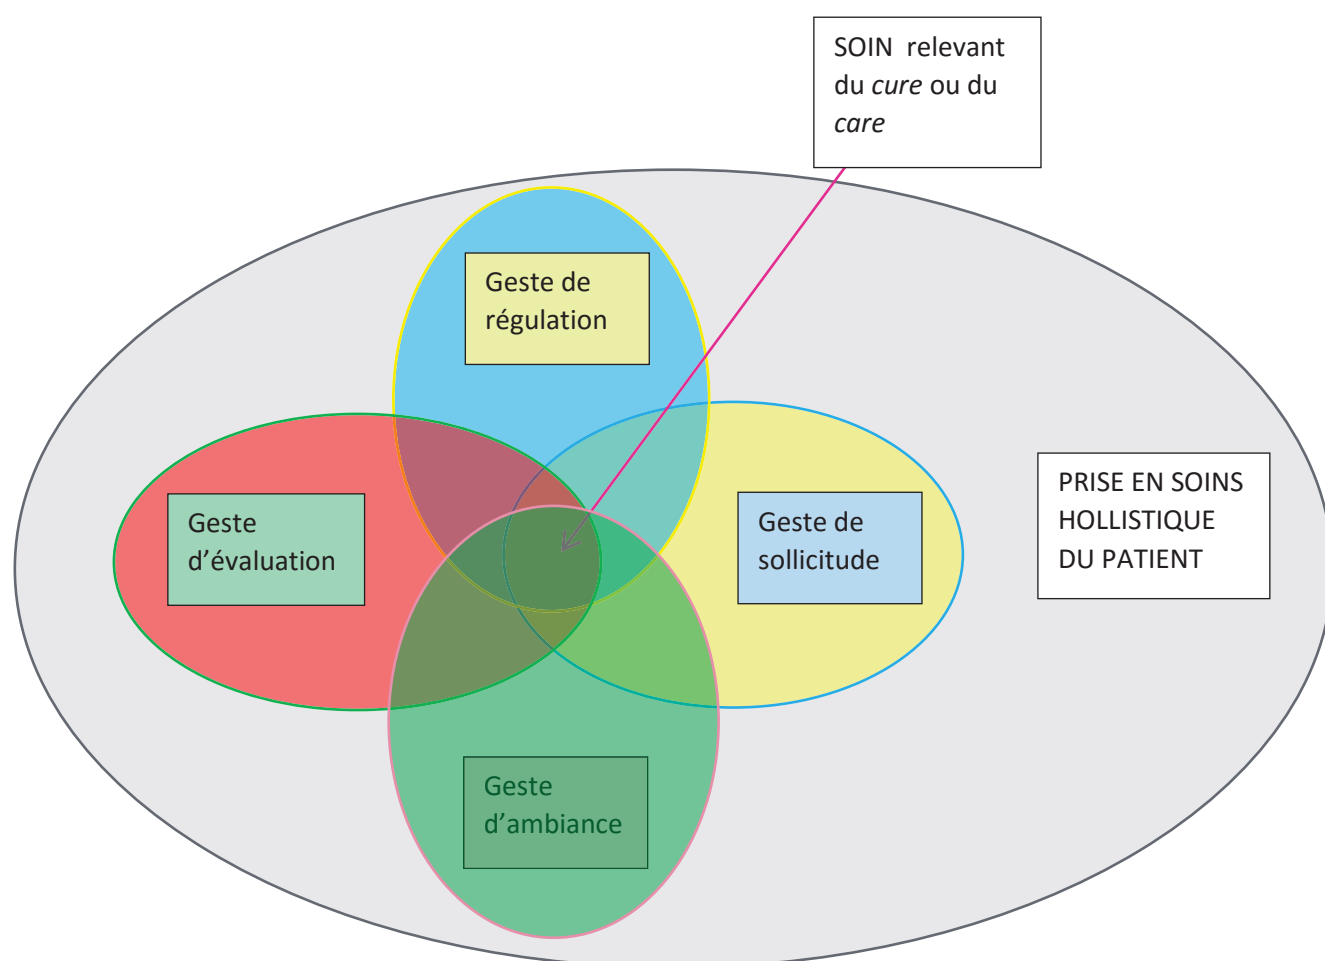 SOIN relevant
du cure ou du
care
Geste de
régulation
Geste
d’évaluation
Geste de
sollicitude
PRISE EN SOINS
HOLLISTIQUE
DU PATIENT
Geste
d’ambiance